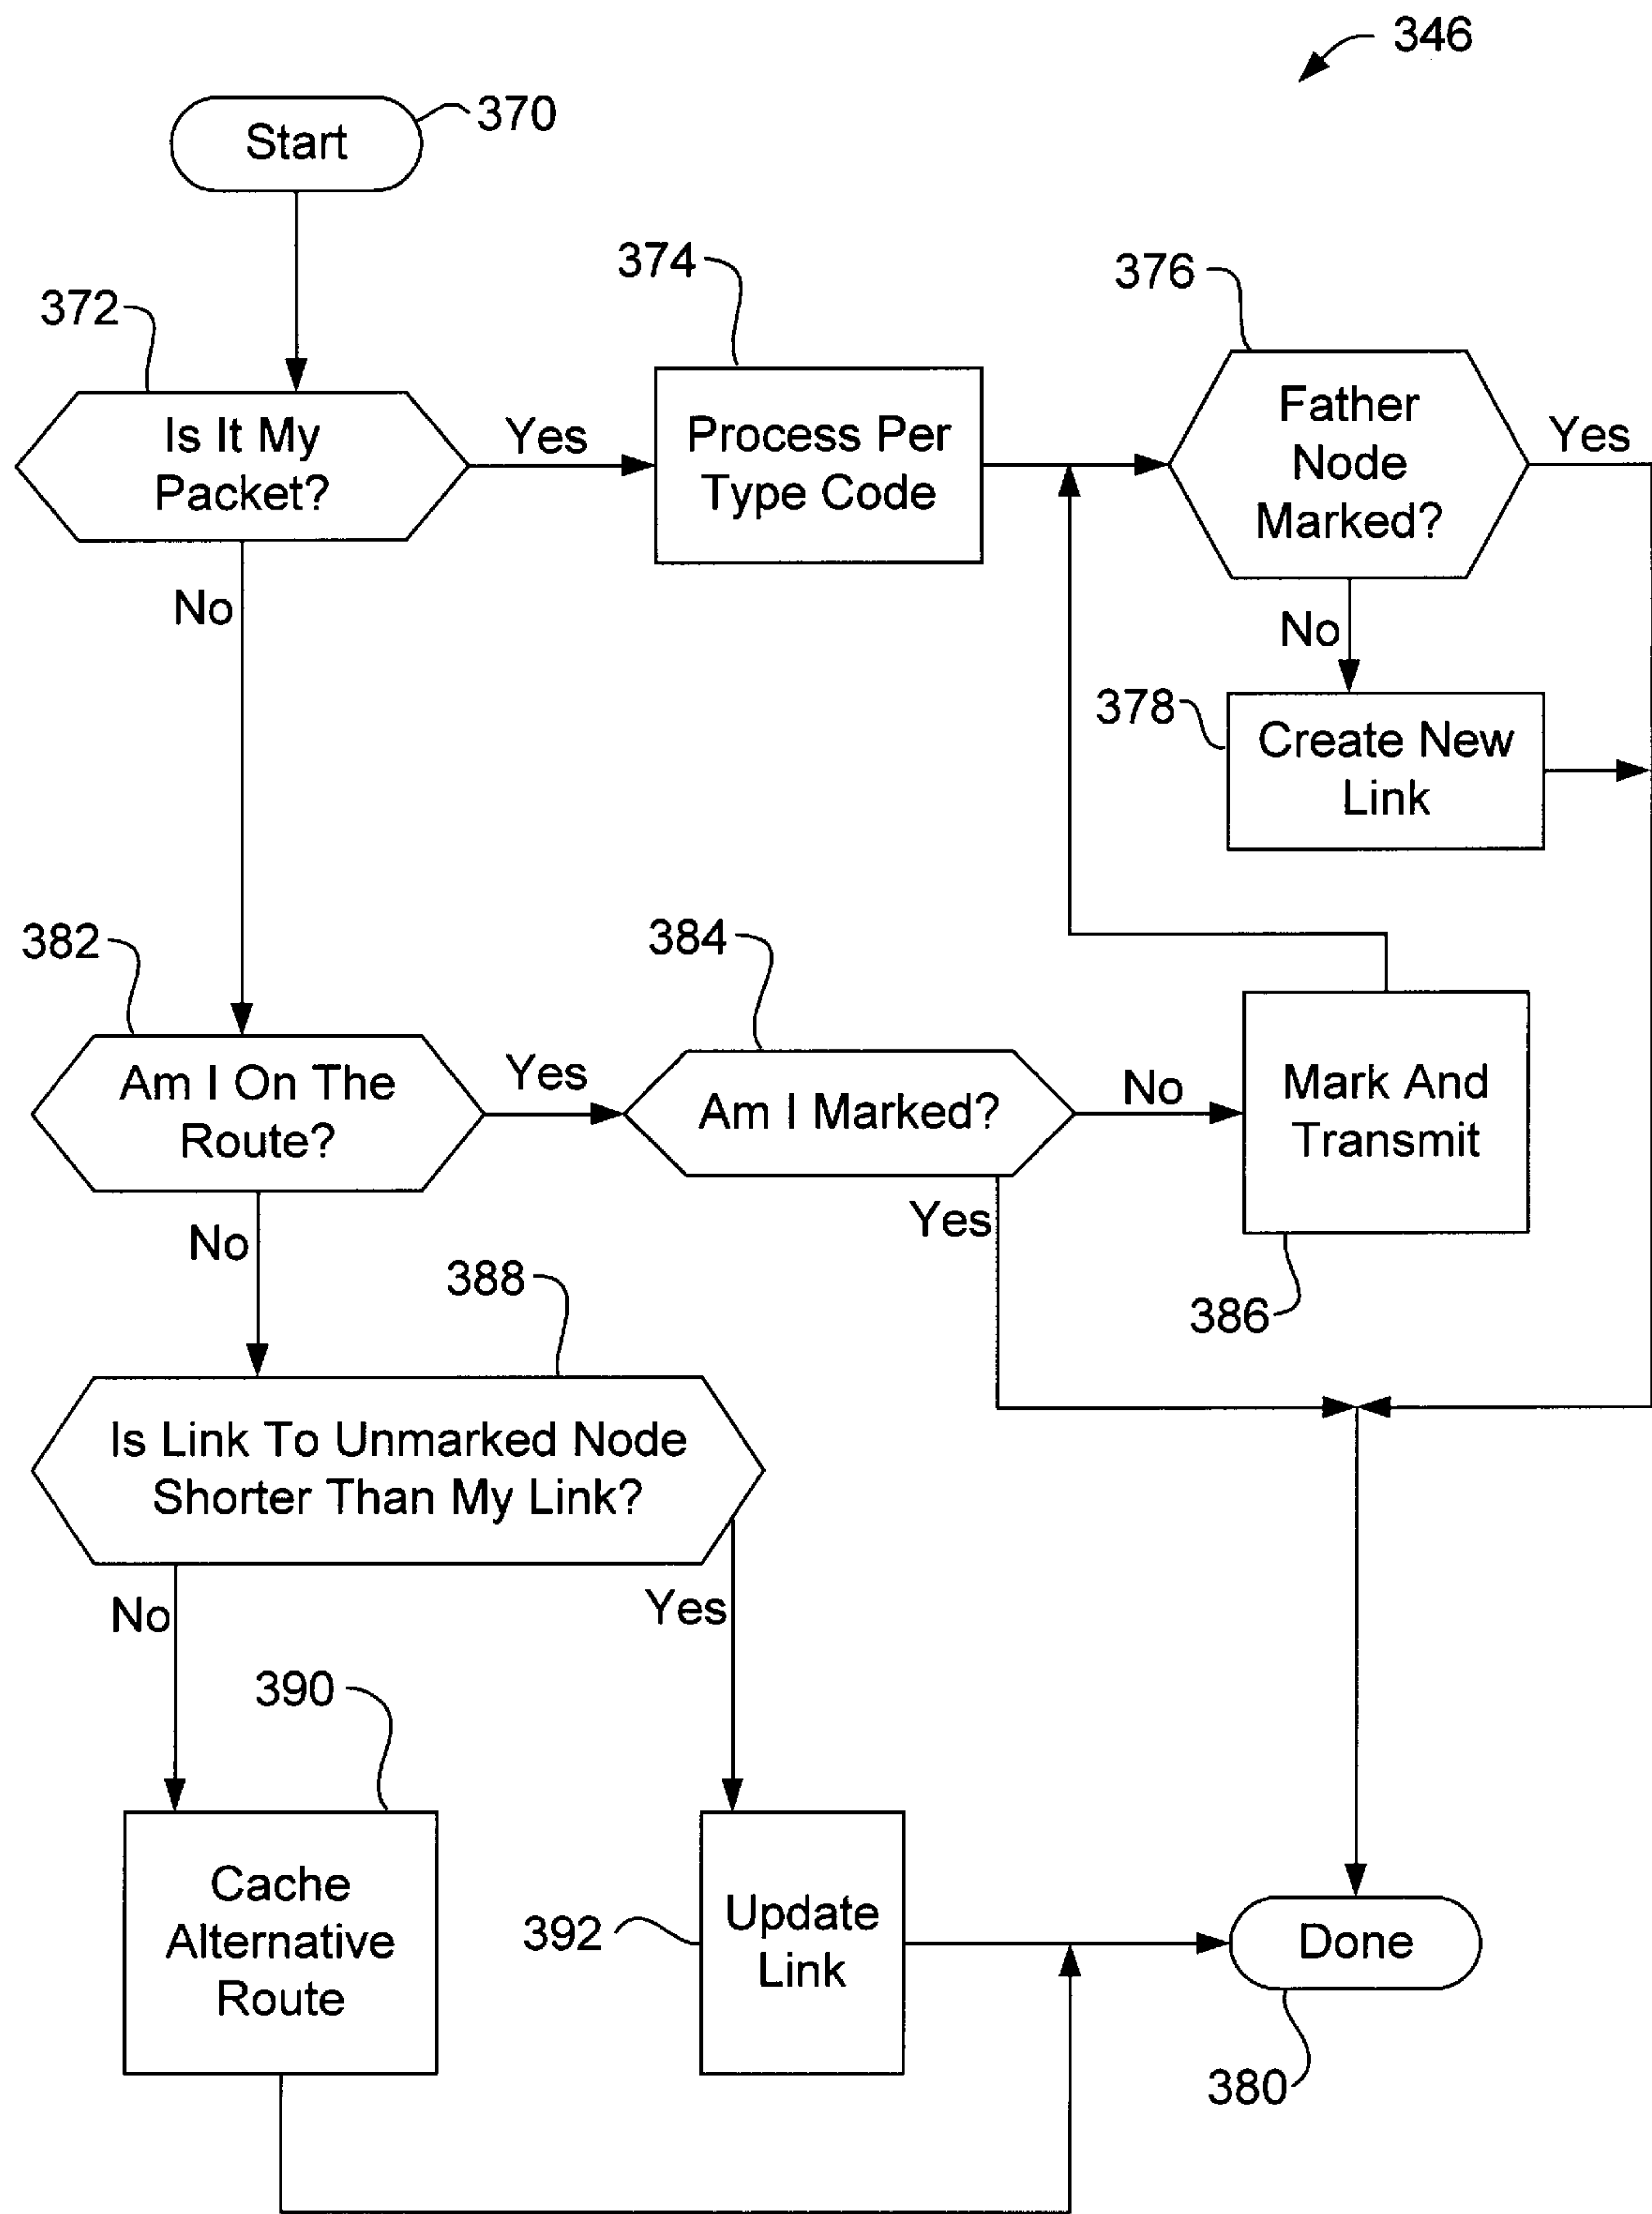 346
Start
370
372
Is It My
Packet?
Yes
374
Process Per
Type Code
376
Father
Node
Marked?
Yes
No
No
378
Create New
Link
382
Am I On The
Route?
Yes
384
Am I Marked?
No
Mark And
Transmit
386
Yes
No
388
Is Link To Unmarked Node
Shorter Than My Link?
No
Yes
390
Cache
Alternative
Route
392
Update
Link
Done
380